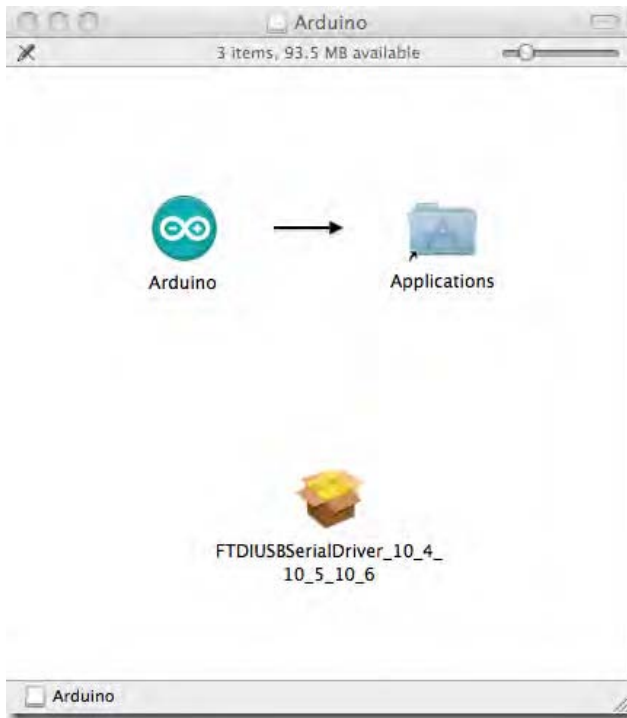 Arduino
3 items, 93.5 MB available
Arduino
Applications
FTDIUSBSerialDriver_10_4_
10_5_10_6
Arduino